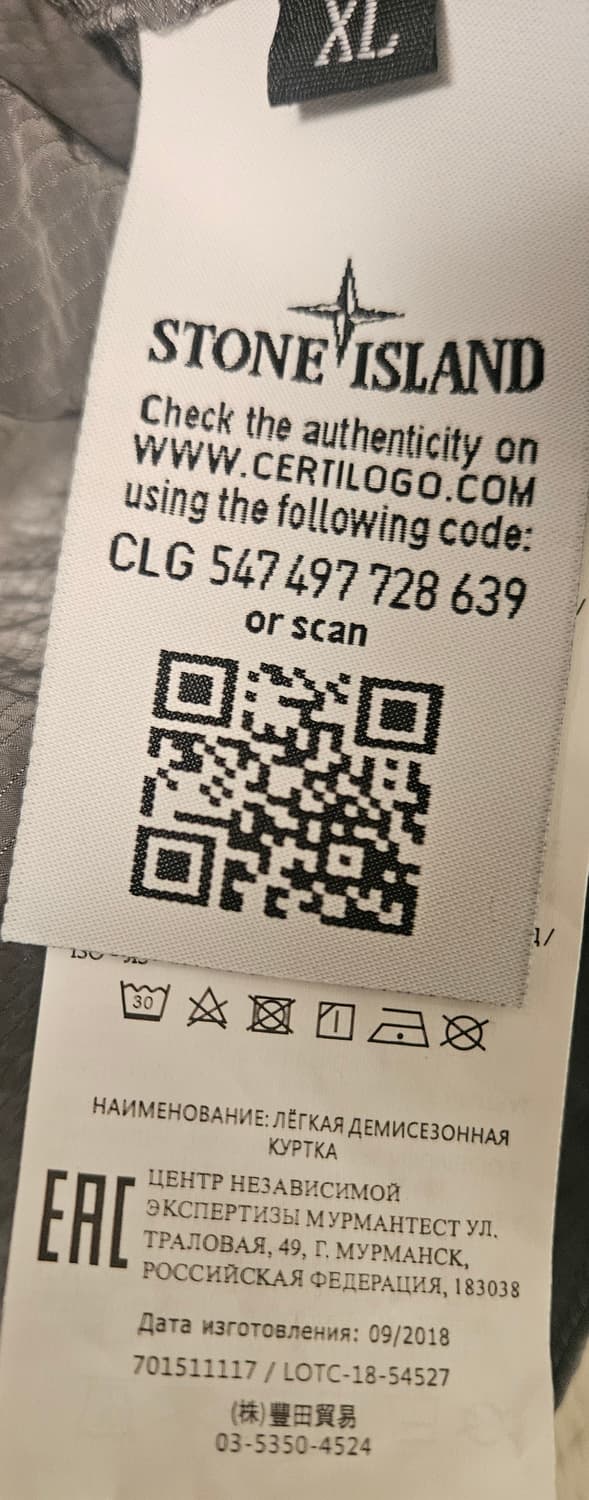 XL
STONE ISLAND
Check the authenticity on
WWW.CERTILOGO.COM
using the following code:
CLG 547 497 728 639
or scan
30
НАИМЕНОВАНИЕ: ЛЁГКАЯ ДЕМИСЕЗОННАЯ
КУРТКА
EAC
ЦЕНТР НЕЗАВИСИМОЙ
ЭКСПЕРТИЗЫ МУРМАНТЕСТ УЛ.
ТРАЛОВАЯ, 49, Г. МУРМАНСК,
РОССИЙСКАЯ ФЕДЕРАЦИЯ, 183038
Дата изготовления: 09/2018
701511117 / LOTC-18-54527
(株)豐田貿易
03-5350-4524